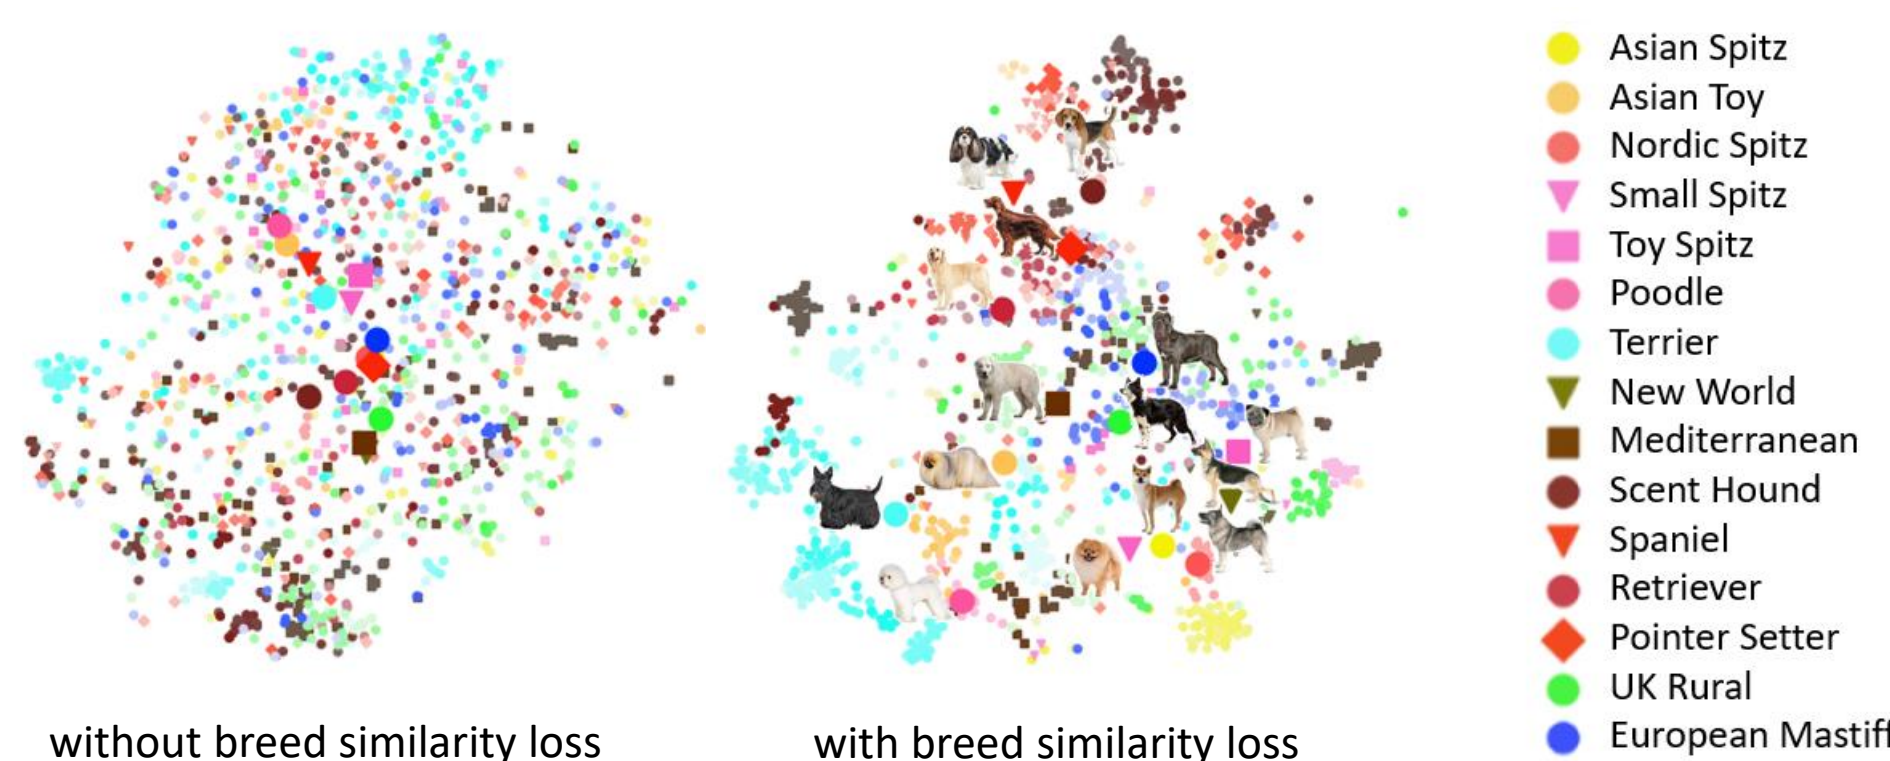 Asian Spitz
Asian Toy
Nordic Spitz
Small Spitz
Toy Spitz
Poodle
Terrier
New World
Mediterranean
Scent Hound
Spaniel
Retriever
Pointer Setter
UK Rural
European Mastiff
without breed similarity loss
with breed similarity loss